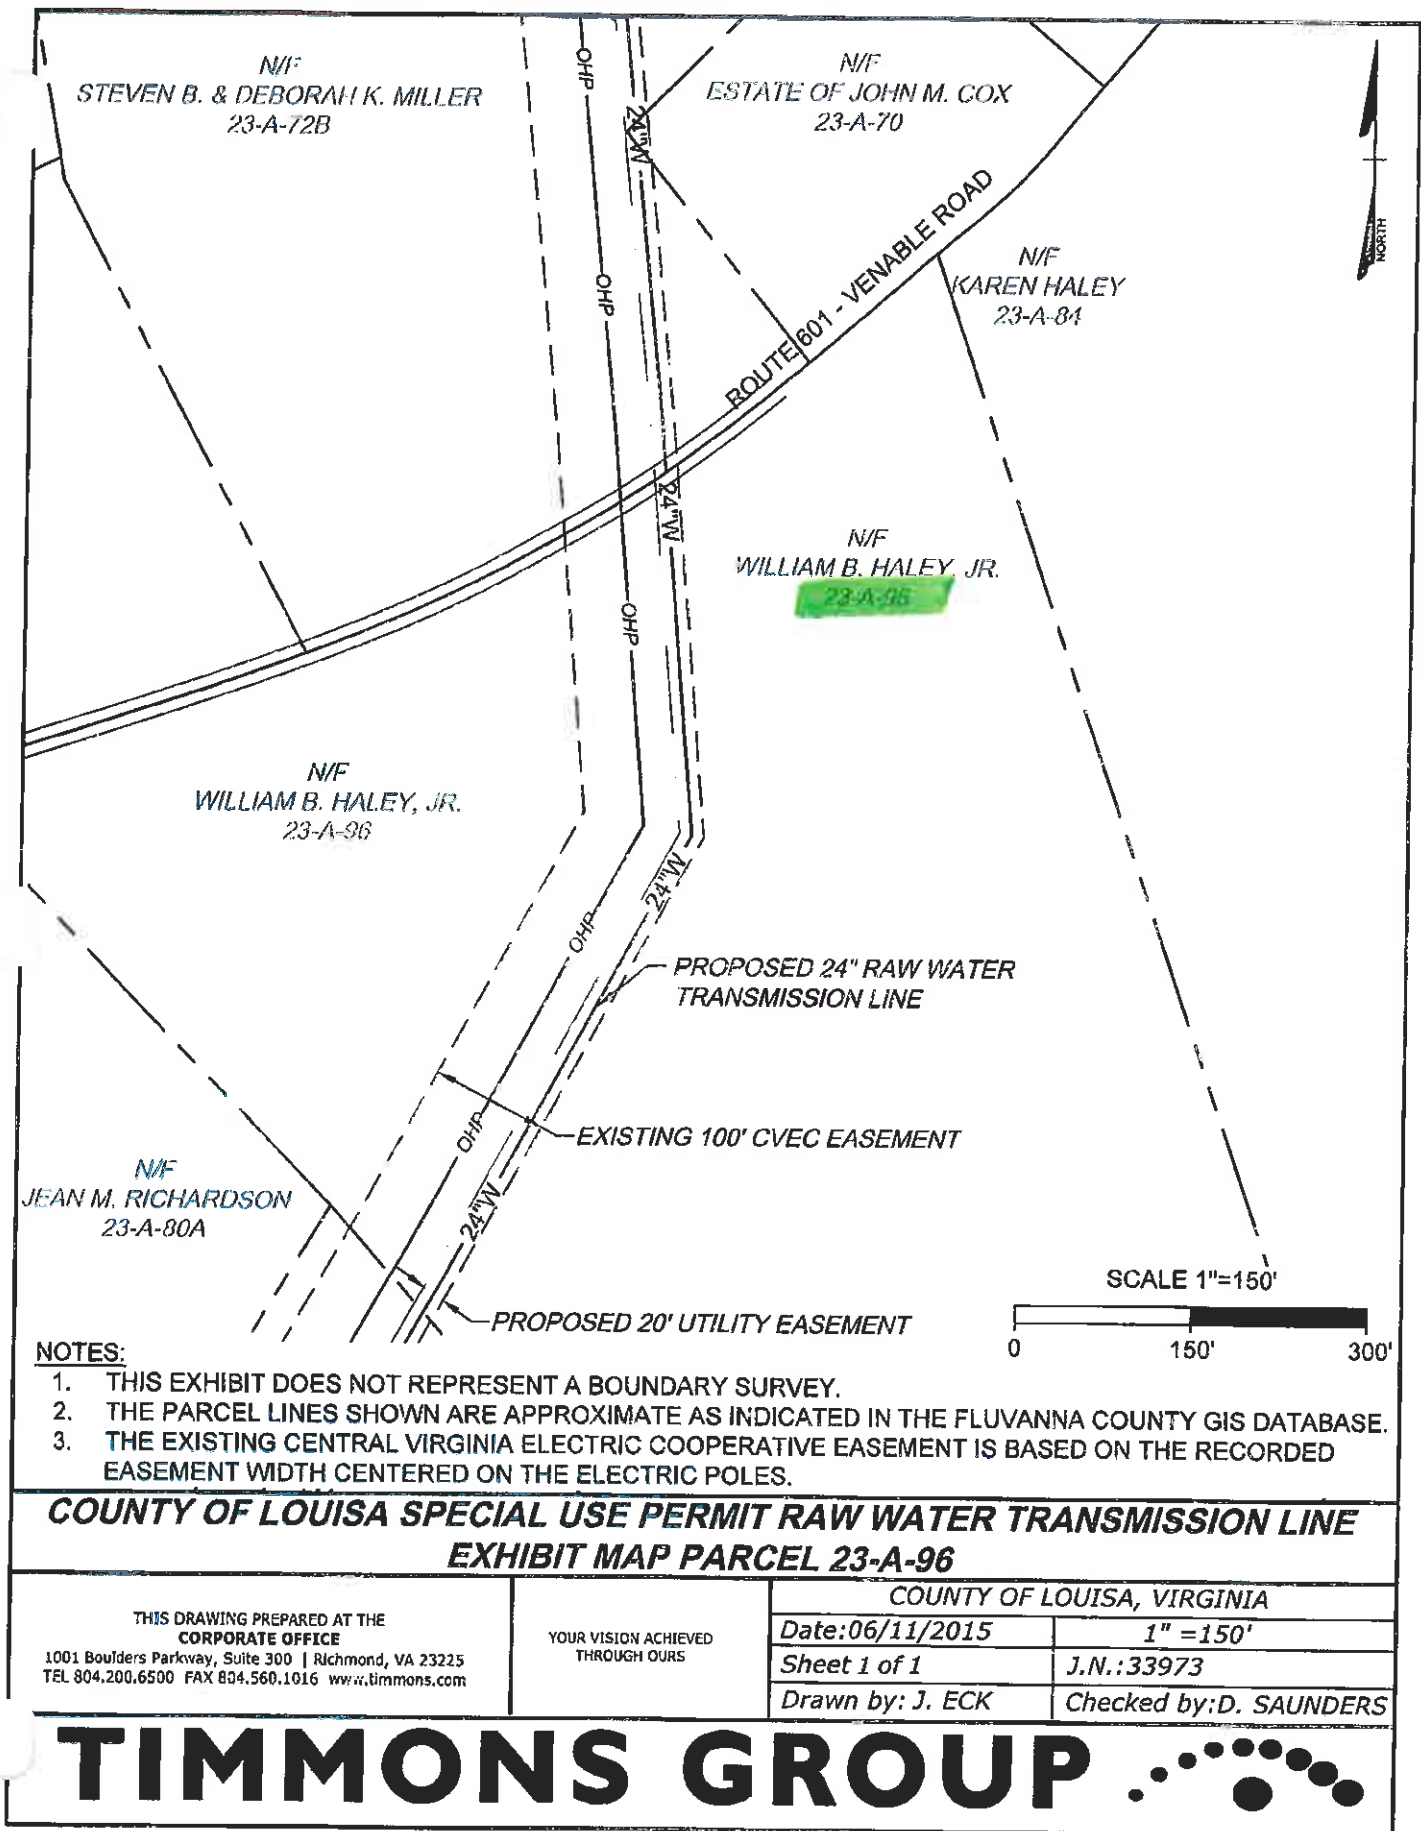 N/F
STEVEN B. & DEBORAH K. MILLER
23-A-72B
N/F
ESTATE OF JOHN M. COX
23-A-70
OHP
24"W
NORTH
ROUTE 601 - VENABLE ROAD
N/F
KAREN HALEY
23-A-84
OHP
24"W
N/F
WILLIAM B. HALEY, JR.
23-A-96
OHP
N/F
WILLIAM B. HALEY, JR.
23-A-96
24"W
OHP
PROPOSED 24" RAW WATER
TRANSMISSION LINE
OHP
EXISTING 100' CVEC EASEMENT
N/F
JEAN M. RICHARDSON
23-A-80A
24"W
PROPOSED 20' UTILITY EASEMENT
SCALE 1"=150'
0 150' 300'
NOTES:
1. THIS EXHIBIT DOES NOT REPRESENT A BOUNDARY SURVEY.
2. THE PARCEL LINES SHOWN ARE APPROXIMATE AS INDICATED IN THE FLUVANNA COUNTY GIS DATABASE.
3. THE EXISTING CENTRAL VIRGINIA ELECTRIC COOPERATIVE EASEMENT IS BASED ON THE RECORDED
EASEMENT WIDTH CENTERED ON THE ELECTRIC POLES.
COUNTY OF LOUISA SPECIAL USE PERMIT RAW WATER TRANSMISSION LINE
EXHIBIT MAP PARCEL 23-A-96
THIS DRAWING PREPARED AT THE
CORPORATE OFFICE
1001 Boulders Parkway, Suite 300 | Richmond, VA 23225
TEL 804.200.6500 FAX 804.560.1016 www.timmons.com
YOUR VISION ACHIEVED
THROUGH OURS
COUNTY OF LOUISA, VIRGINIA
Date:06/11/2015 1" =150'
Sheet 1 of 1 J.N.:33973
Drawn by: J. ECK Checked by:D. SAUNDERS
TIMMONS GROUP